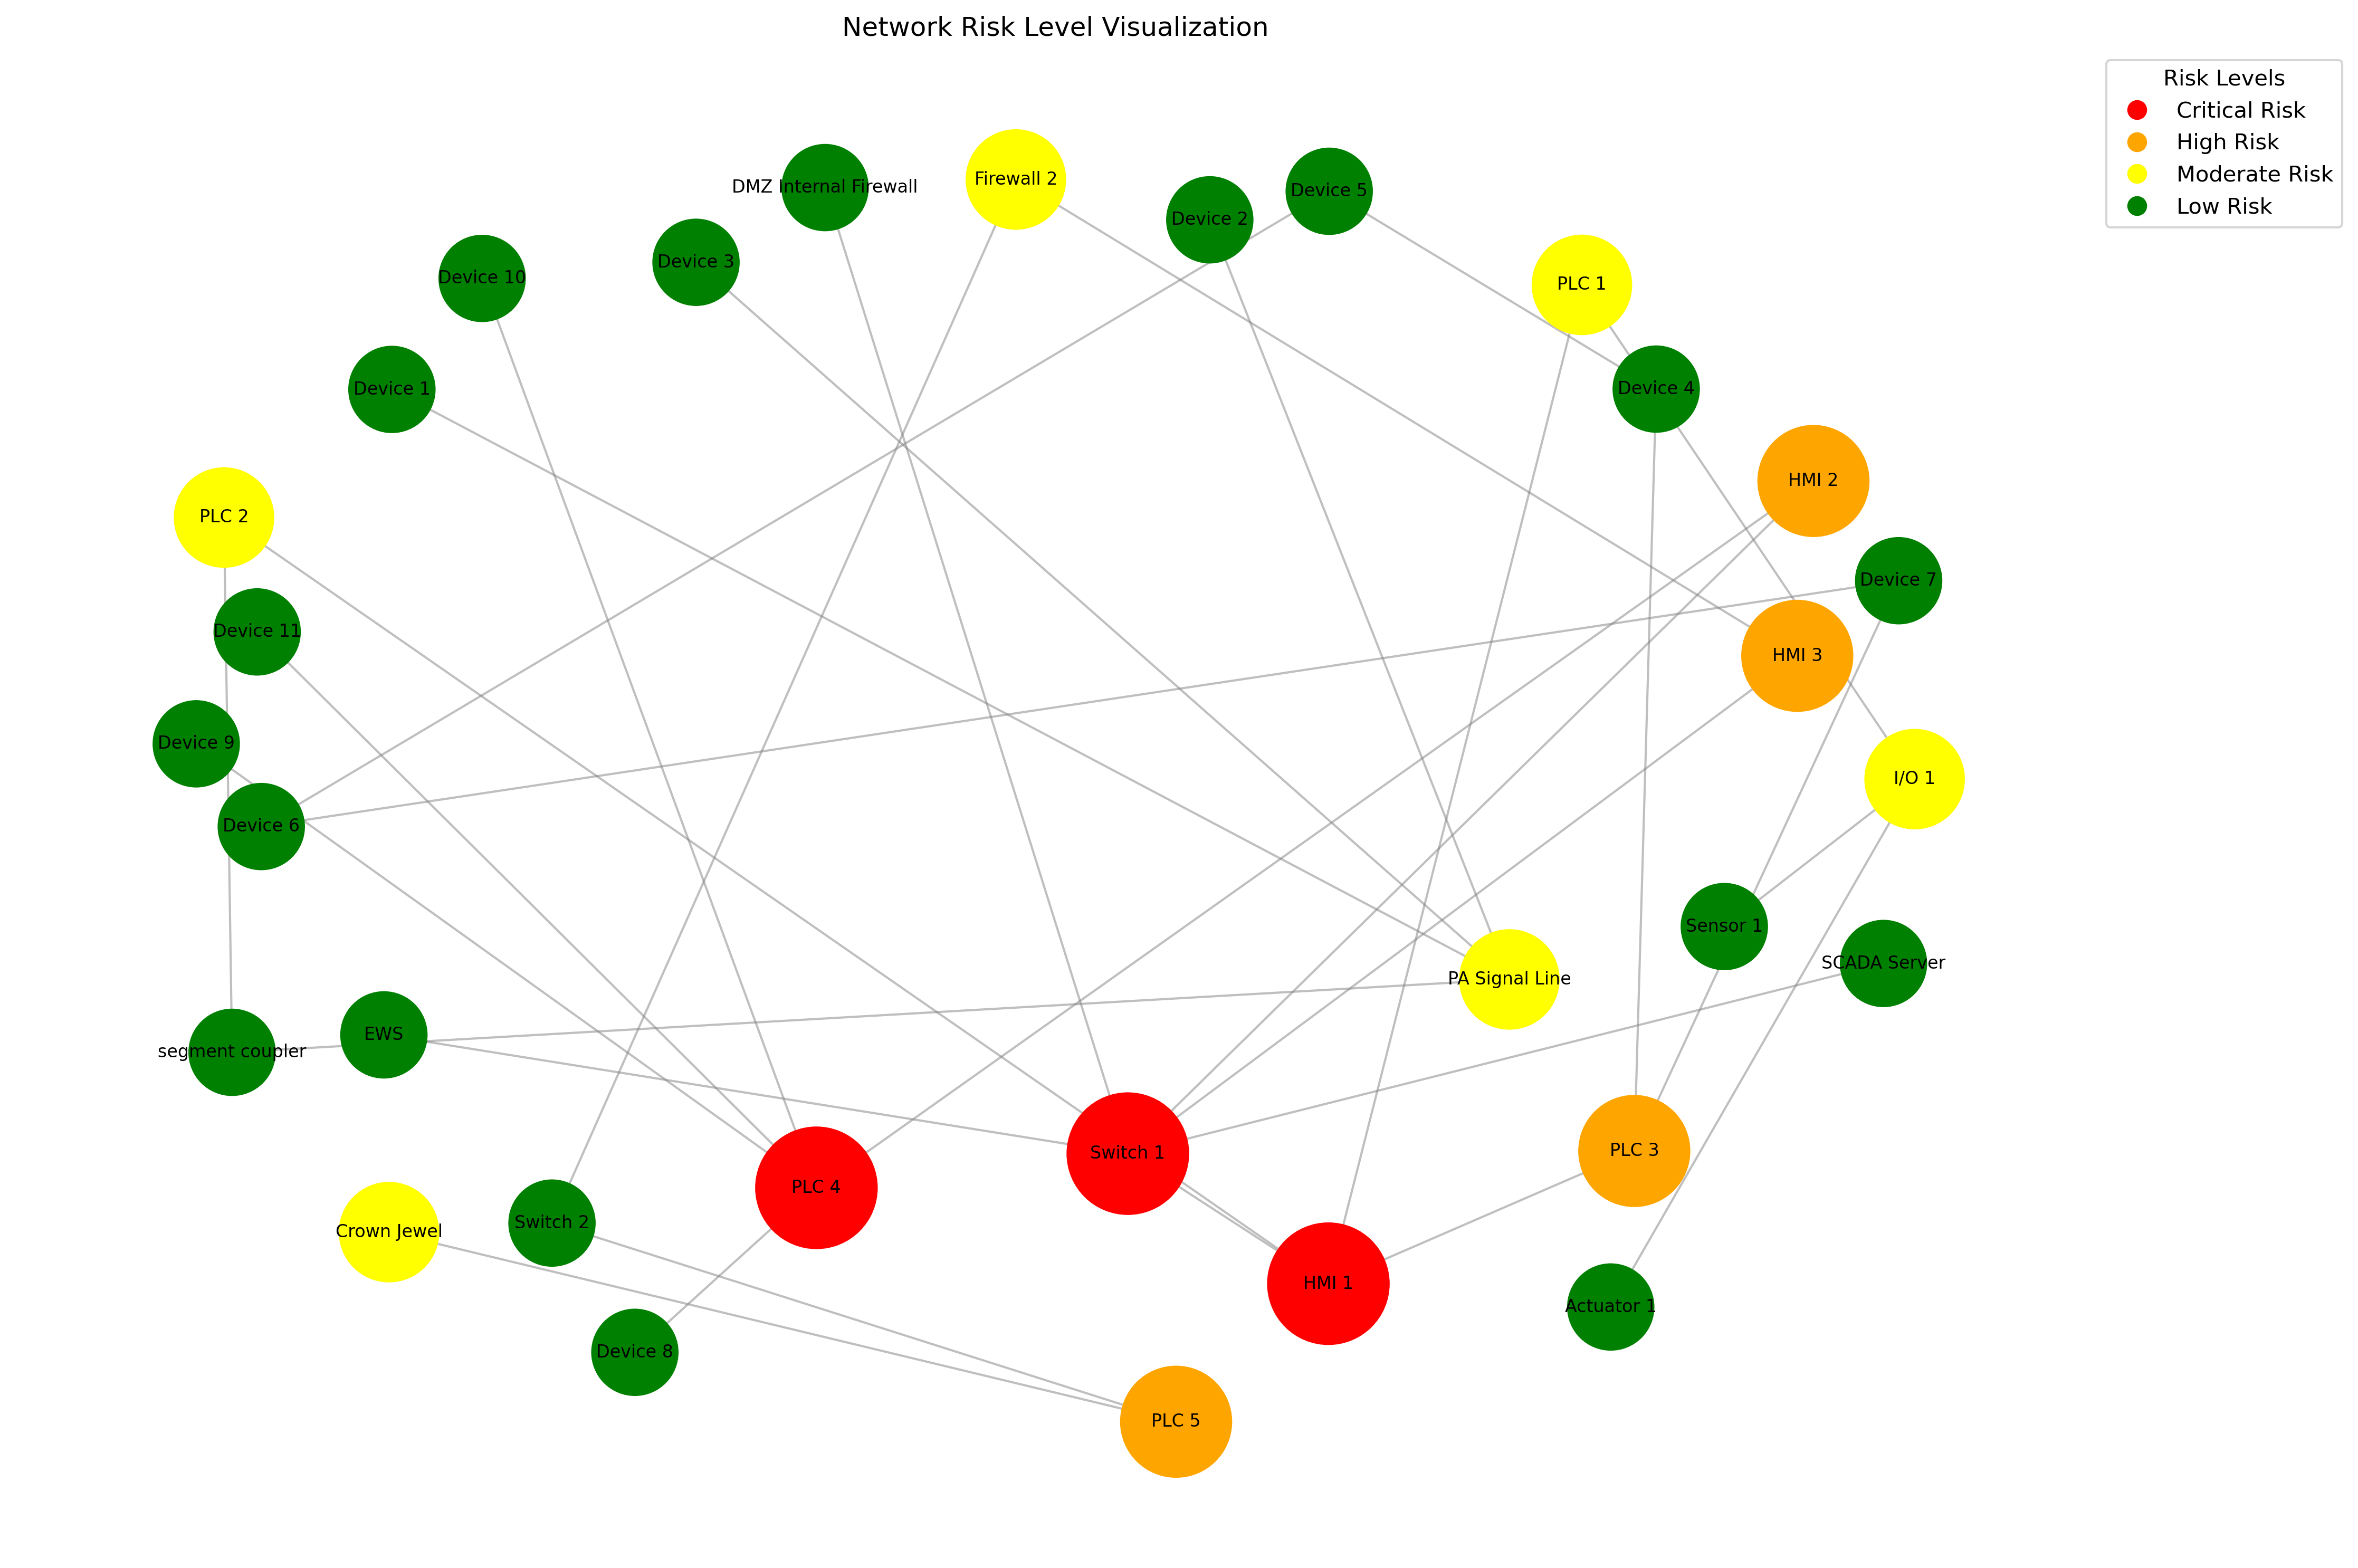 Network Risk Level Visualization
Risk Levels
Critical Risk
High Risk
Moderate Risk
Low Risk
DMZ Internal Firewall
Firewall 2
Device 5
Device 2
Device 3
Device 10
PLC 1
Device 1
Device 4
HMI 2
PLC 2
Device 7
Device 11
HMI 3
Device 9
I/O 1
Device 6
Sensor 1
SCADA Server
PA Signal Line
EWS
segment coupler
Switch 1
PLC 3
PLC 4
Switch 2
Crown Jewel
HMI 1
Actuator 1
Device 8
PLC 5